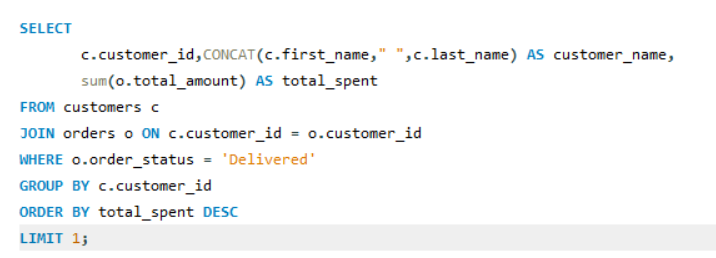 SELECT
c.customer_id,CONCAT(c.first_name," ",c.last_name) AS customer_name,
sum(o.total_amount) AS total_spent
FROM customers c
JOIN orders o ON c.customer_id = o.customer_id
WHERE o.order_status = 'Delivered'
GROUP BY c.customer_id
ORDER BY total_spent DESC
LIMIT 1;